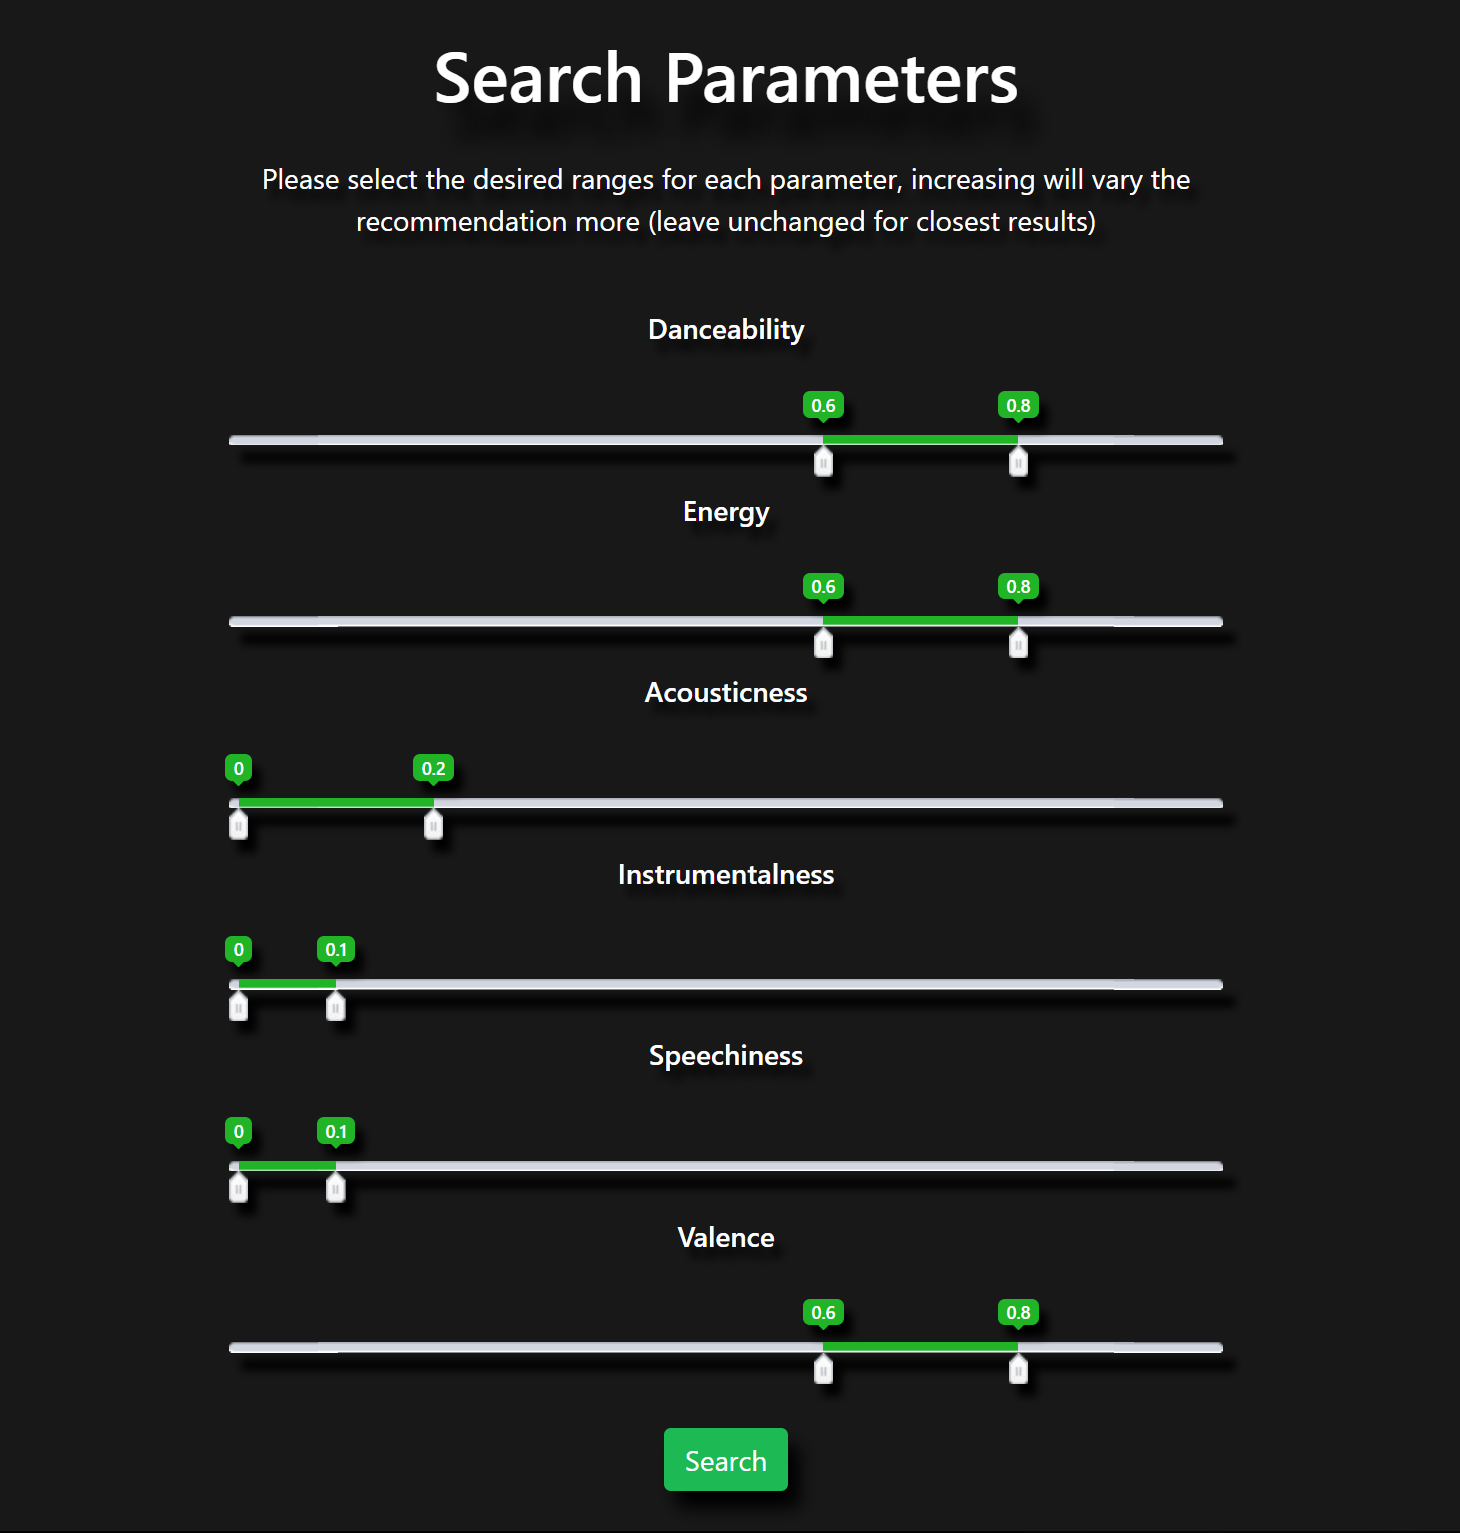 Search Parameters
Please select the desired ranges for each parameter, increasing will vary the
recommendation more (leave unchanged for closest results)
Danceability
0.6 0.8
Energy
0.6 0.8
Acousticness
0 0.2
Instrumentalness
0 0.1
Speechiness
0 0.1
Valence
0.6 0.8
Search